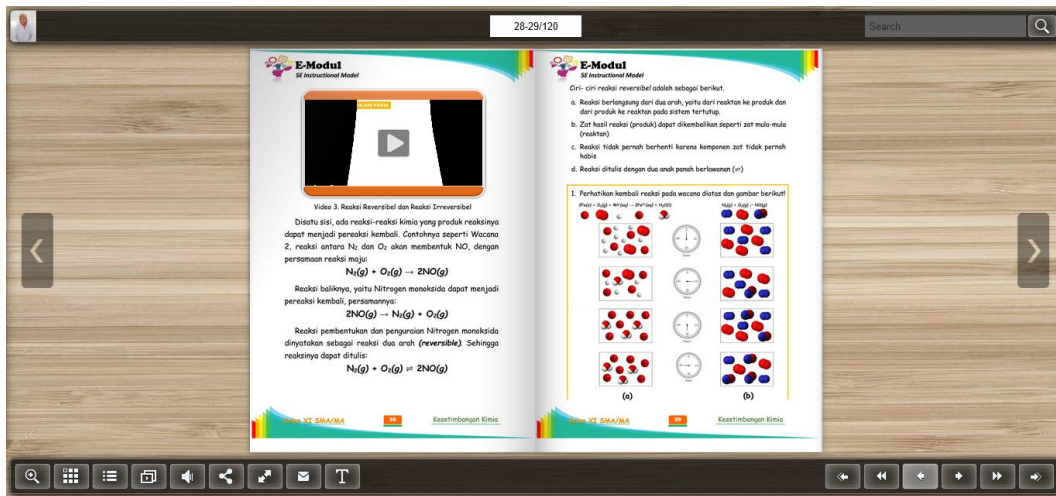 28-29/120
Search
E-Modul
5E Instructional Model
Video 3. Reaksi Reversibel dan Reaksi Irreversibel
Disatu sisi, ada reaksi-reaksi kimia yang produk reaksinya
dapat menjadi pereaksi kembali. Contohnya seperti Wacana
2, reaksi antara N₂ dan O₂ akan membentuk NO, dengan
persamaan reaksi maju:
N₂(g) + O₂(g) → 2NO(g)
Reaksi baliknya, yaitu Nitrogen monoksida dapat menjadi
pereaksi kembali, persamannya:
2NO(g) → N₂(g) + O₂(g)
Reaksi pembentukan dan penguraian Nitrogen monoksida
dinyatakan sebagai reaksi dua arah (reversible). Sehingga
reaksinya dapat ditulis:
N₂(g) + O₂(g) ⇌ 2NO(g)
XI SMA/MA
Kesetimbangan Kimia
E-Modul
5E Instructional Model
Ciri- ciri reaksi reversibel adalah sebagai berikut.
a. Reaksi berlangsung dari dua arah, yaitu dari reaktan ke produk dan
dari produk ke reaktan pada sistem tertutup.
b. Zat hasil reaksi (produk) dapat dikembalikan seperti zat mula-mula
(reaktan)
c. Reaksi tidak pernah berhenti karena komponen zat tidak pernah
habis
d. Reaksi ditulis dengan dua anak panah berlawanan (⇌)
1. Perhatikan kembali reaksi pada wacana diatas dan gambar berikut!
N₂(g) + O₂(g) ⇌ NO(g)
(a) (b)
XI SMA/MA
Kesetimbangan Kimia
T